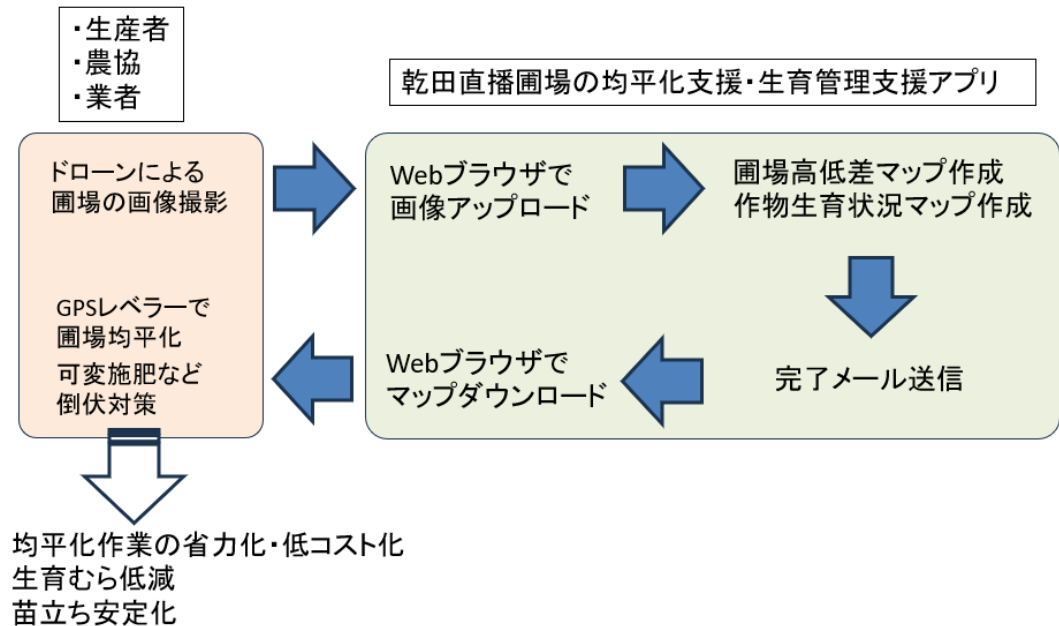 ・生産者
・農協
・業者
乾田直播圃場の均平化支援・生育管理支援アプリ
ドローンによる
圃場の画像撮影
Webブラウザで
画像アップロード
圃場高低差マップ作成
作物生育状況マップ作成
完了メール送信
Webブラウザで
マップダウンロード
GPSレベラーで
圃場均平化
可変施肥など
倒伏対策
均平化作業の省力化・低コスト化
生育むら低減
苗立ち安定化